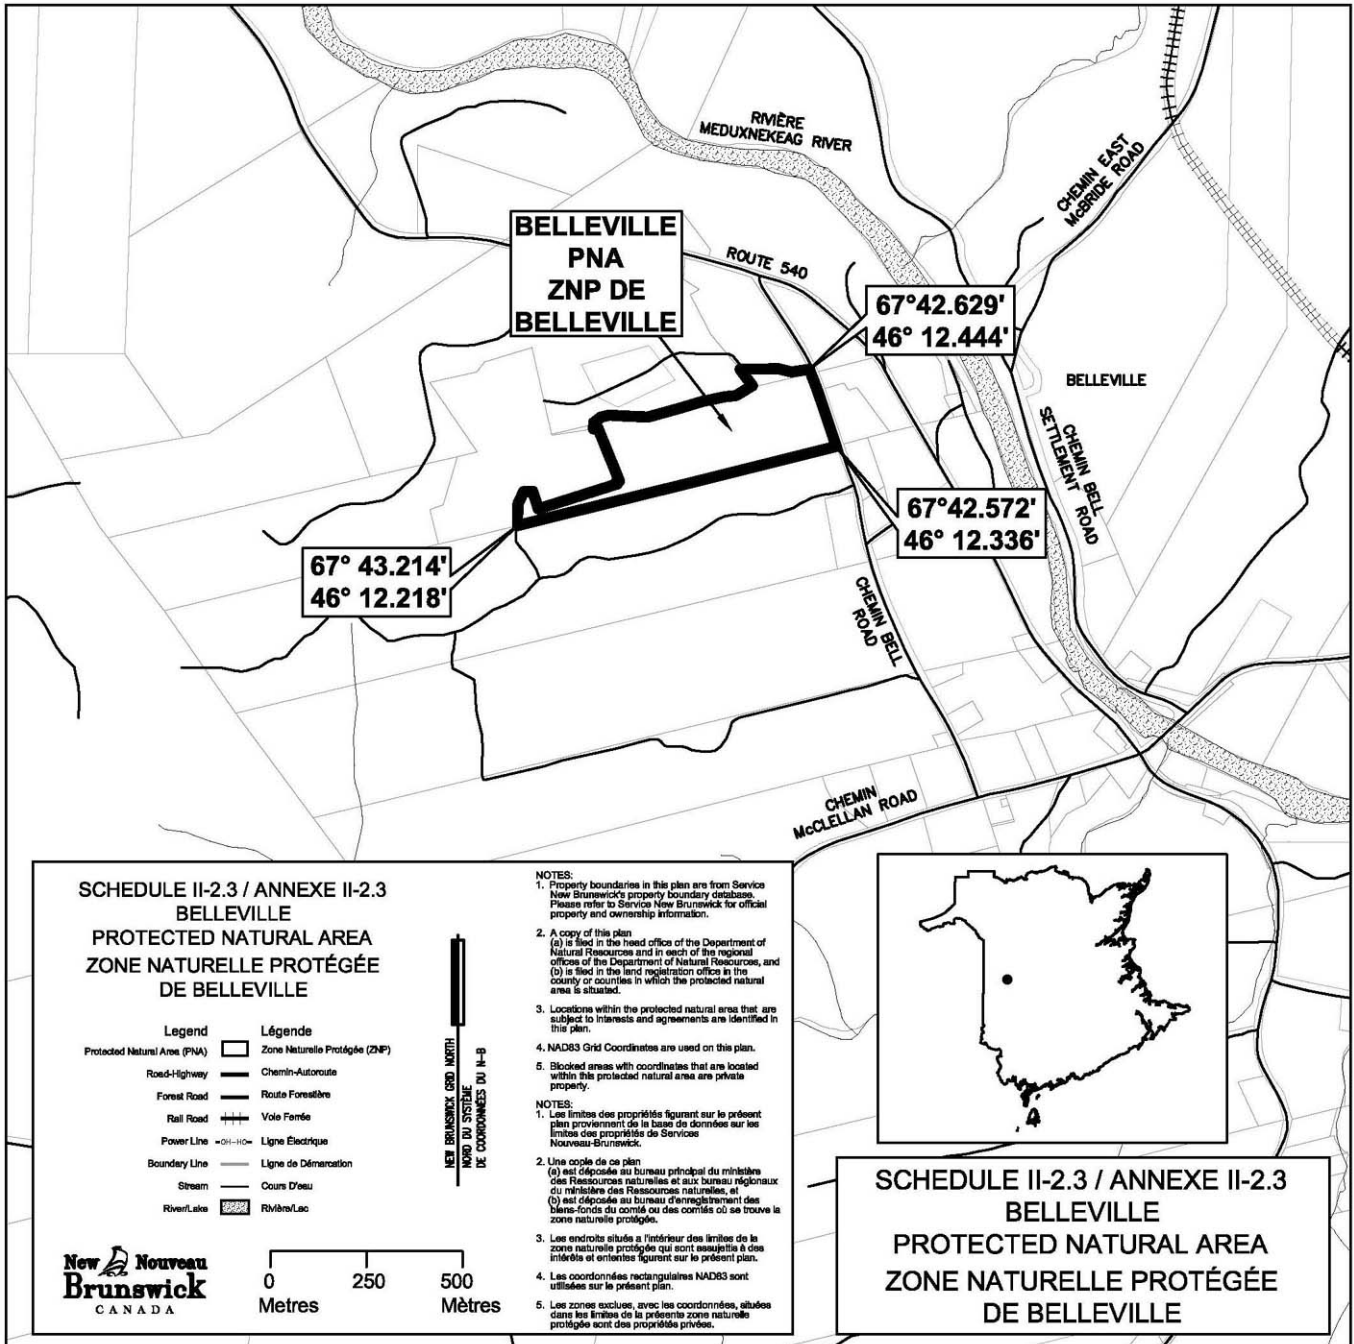 RIVIÈRE
MEDUXNEKEAG RIVER
CHEMIN EAST
McBRIDE ROAD
BELLEVILLE
PNA
ZNP DE
BELLEVILLE
ROUTE 540
67°42.629'
46° 12.444'
BELLEVILLE
CHEMIN BELL
SETTLEMENT ROAD
67°42.572'
46° 12.336'
67° 43.214'
46° 12.218'
CHEMIN BELL
ROAD
CHEMIN
McCLELLAN ROAD
SCHEDULE II-2.3 / ANNEXE II-2.3
BELLEVILLE
PROTECTED NATURAL AREA
ZONE NATURELLE PROTÉGÉE
DE BELLEVILLE
Legend Légende
Protected Natural Area (PNA) Zone Naturelle Protégée (ZNP)
Road-Highway Chemin-Autoroute
Forest Road Route Forestière
Rail Road Voie Ferrée
Power Line -OH-HO- Ligne Électrique
Boundary Line Ligne de Démarcation
Stream Cours D'eau
River/Lake Rivière/Lac
NEW BRUNSWICK GRID NORTH
NORD DU SYSTÈME
DE COORDONNÉES DU N-B
New Nouveau
Brunswick
CANADA
0 250 500
Metres Mètres
NOTES:
1. Property boundaries in this plan are from Service
New Brunswick's property boundary database.
Please refer to Service New Brunswick for official
property and ownership information.
2. A copy of this plan
(a) is filed in the head office of the Department of
Natural Resources and in each of the regional
offices of the Department of Natural Resources, and
(b) is filed in the land registration office in the
county or counties in which the protected natural
area is situated.
3. Locations within the protected natural area that are
subject to interests and agreements are identified in
this plan.
4. NAD83 Grid Coordinates are used on this plan.
5. Blocked areas with coordinates that are located
within this protected natural area are private
property.
NOTES:
1. Les limites des propriétés figurant sur le présent
plan proviennent de la base de données sur les
limites des propriétés de Services
Nouveau-Brunswick.
2. Une copie de ce plan
(a) est déposée au bureau principal du ministère
des Ressources naturelles et aux bureau régionaux
du ministère des Ressources naturelles, et
(b) est déposée au bureau d'enregistrement des
biens-fonds du comté ou des comtés où se trouve la
zone naturelle protégée.
3. Les endroits situés a l'intérieur des limites de la
zone naturelle protégée qui sont assujettis à des
intérêts et ententes figurent sur le présent plan.
4. Les coordonnées rectangulaires NAD83 sont
utilisées sur le présent plan.
5. Les zones exclues, avec les coordonnées, situées
dans les limites de la présente zone naturelle
protégée sont des propriétés privées.
SCHEDULE II-2.3 / ANNEXE II-2.3
BELLEVILLE
PROTECTED NATURAL AREA
ZONE NATURELLE PROTÉGÉE
DE BELLEVILLE